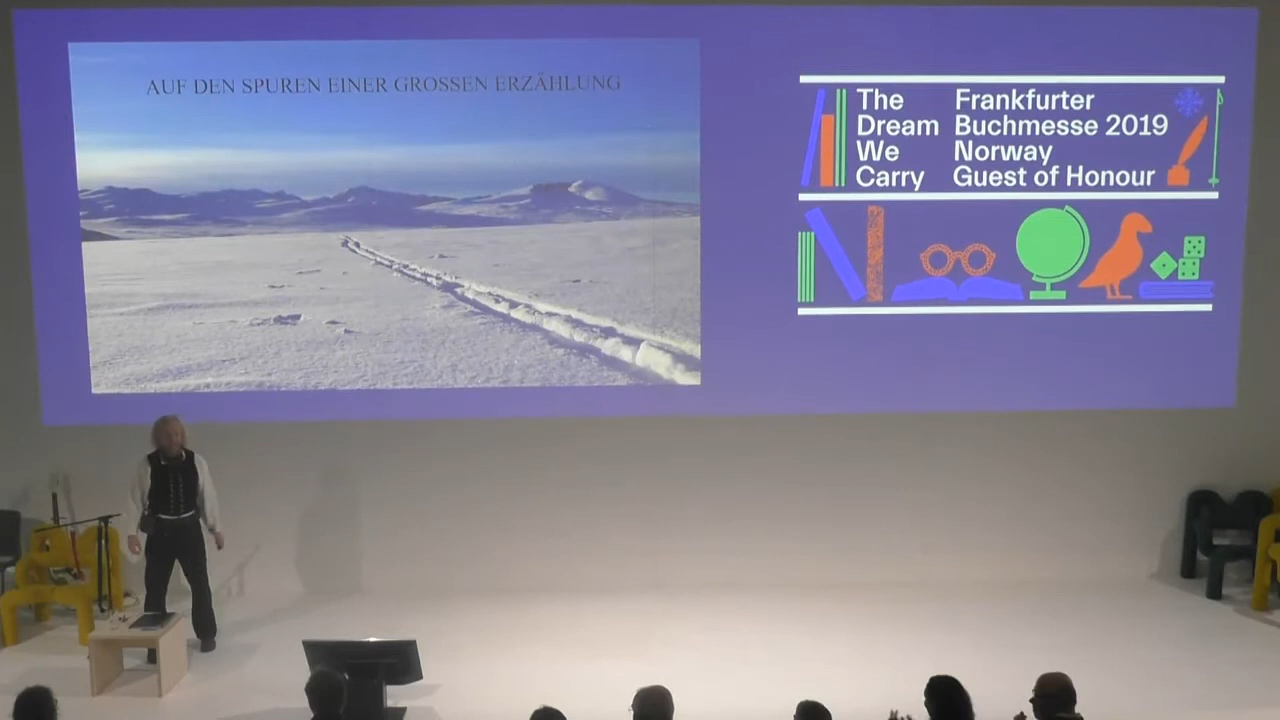 AUF DEN SPUREN EINER GROSSEN ERZÄHLUNG
The
Dream
We
Carry
Frankfurter
Buchmesse 2019
Norway
Guest of Honour